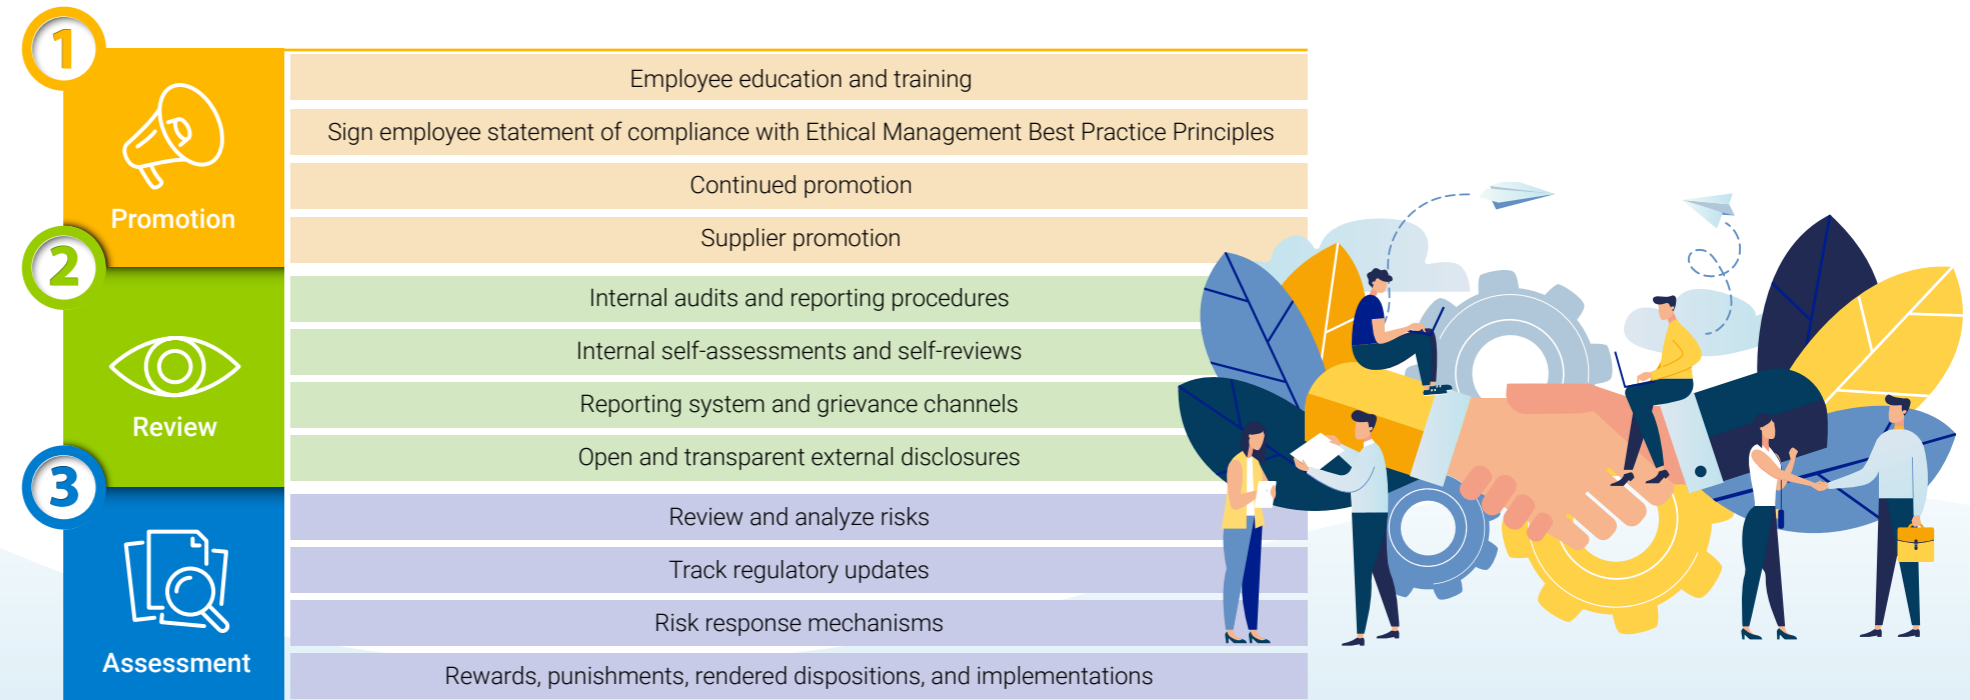 1
Promotion
Employee education and training
Sign employee statement of compliance with Ethical Management Best Practice Principles
Continued promotion
Supplier promotion
2
Review
Internal audits and reporting procedures
Internal self-assessments and self-reviews
Reporting system and grievance channels
Open and transparent external disclosures
3
Assessment
Review and analyze risks
Track regulatory updates
Risk response mechanisms
Rewards, punishments, rendered dispositions, and implementations